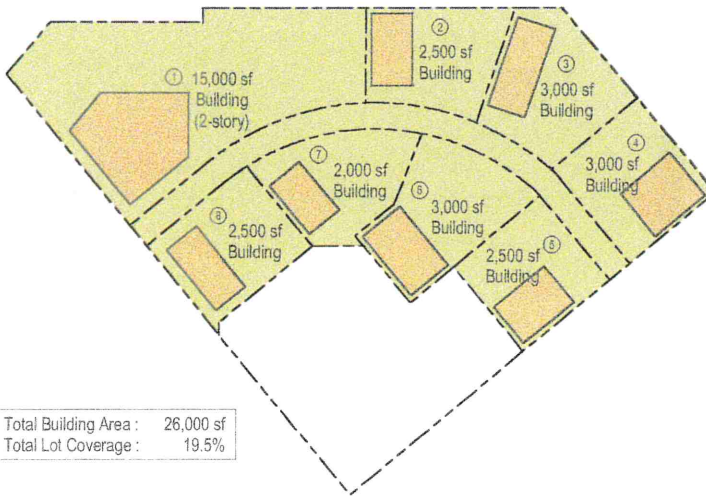 ① 15,000 sf
Building
(2-story)
②
2,500 sf
Building
③
3,000 sf
Building
④
3,000 sf
Building
⑤
2,500 sf
Building
⑥
3,000 sf
Building
⑦
2,000 sf
Building
⑧
2,500 sf
Building
Total Building Area : 26,000 sf
Total Lot Coverage : 19.5%